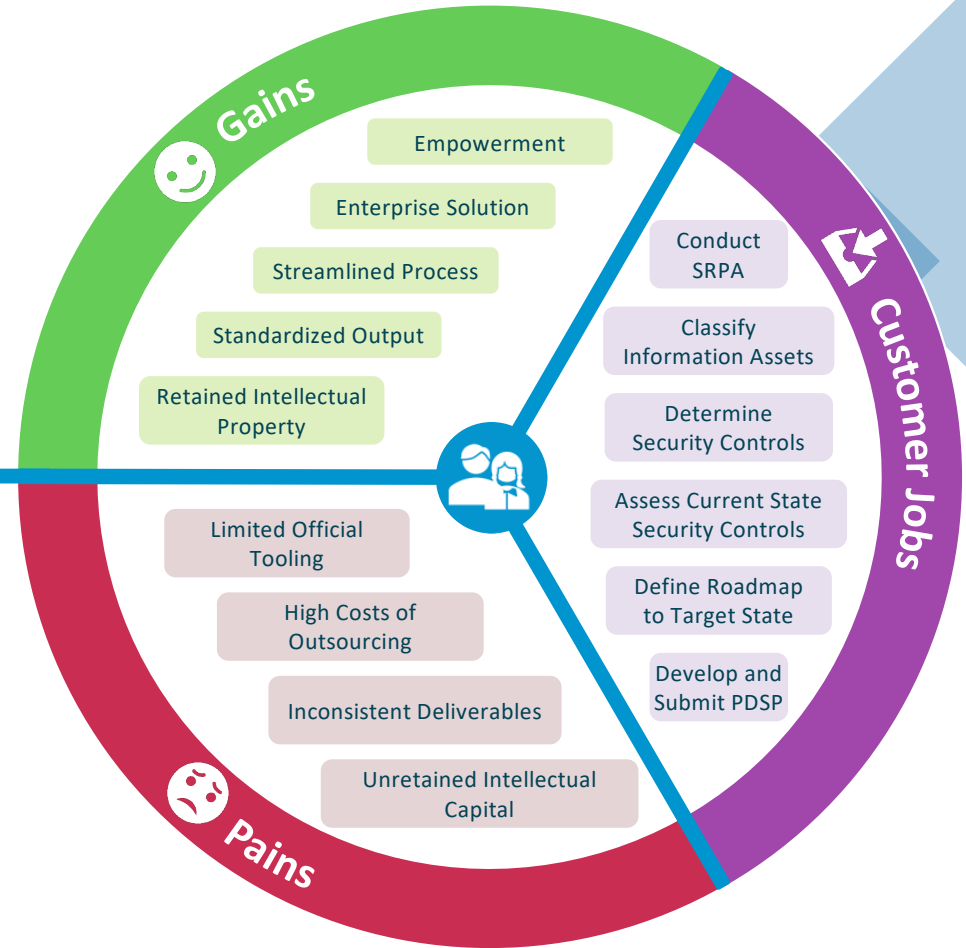 Gains
Empowerment
Enterprise Solution
Streamlined Process
Standardized Output
Retained Intellectual
Property
Customer Jobs
Conduct
SRPA
Classify
Information Assets
Determine
Security Controls
Assess Current State
Security Controls
Define Roadmap
to Target State
Develop and
Submit PDSP
Pains
Limited Official
Tooling
High Costs of
Outsourcing
Inconsistent Deliverables
Unretained Intellectual
Capital